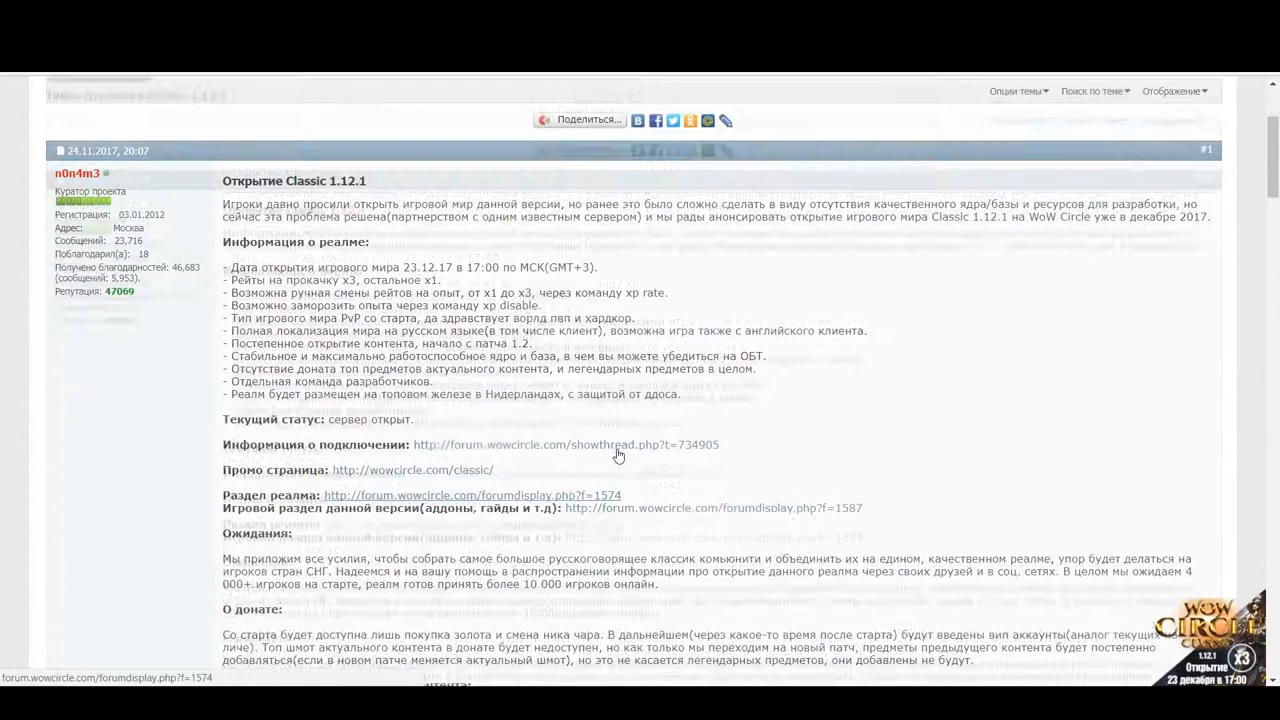 Опции темы
Поиск по теме
Отображение
Поделиться...
24.11.2017, 20:07
#1
n0n4m3
Куратор проекта
Регистрация: 03.01.2012
Адрес: Москва
Сообщений: 23,716
Поблагодарил(а): 18
Получено благодарностей: 46,683
(сообщений: 5,953).
Репутация: 47069
Открытие Classic 1.12.1
Игроки давно просили открыть игровой мир данной версии, но ранее это было сложно сделать в виду отсутствия качественного ядра/базы и ресурсов для разработки, но
сейчас эта проблема решена(партнерством с одним известным сервером) и мы рады анонсировать открытие игрового мира Classic 1.12.1 на WoW Circle уже в декабре 2017.
Информация о реалме:
- Дата открытия игрового мира 23.12.17 в 17:00 по МСК(GMT+3).
- Рейты на прокачку x3, остальное x1.
- Возможна ручная смены рейтов на опыт, от x1 до x3, через команду xp rate.
- Возможно заморозить опыта через команду xp disable.
- Тип игрового мира PvP со старта, да здравствует ворлд пвп и хардкор.
- Полная локализация мира на русском языке(в том числе клиент), возможна игра также с английского клиента.
- Постепенное открытие контента, начало с патча 1.2.
- Стабильное и максимально работоспособное ядро и база, в чем вы можете убедиться на ОБТ.
- Отсутствие доната топ предметов актуального контента, и легендарных предметов в целом.
- Отдельная команда разработчиков.
- Реалм будет размещен на топовом железе в Нидерландах, с защитой от ддоса.
Текущий статус: сервер открыт.
Информация о подключении: http://forum.wowcircle.com/showthread.php?t=734905
Промо страница: http://wowcircle.com/classic/
Раздел реалма: http://forum.wowcircle.com/forumdisplay.php?f=1574
Игровой раздел данной версии(аддоны, гайды и т.д): http://forum.wowcircle.com/forumdisplay.php?f=1587
Ожидания:
Мы приложим все усилия, чтобы собрать самое большое русскоговорящее классик комьюнити и объединить их на едином, качественном реалме, упор будет делаться на
игроков стран СНГ. Надеемся и на вашу помощь в распространении информации про открытие данного реалма через своих друзей и в соц. сетях. В целом мы ожидаем 4
000+ игроков на старте, реалм готов принять более 10 000 игроков онлайн.
О донате:
Со старта будет доступна лишь покупка золота и смена ника чара. В дальнейшем(через какое-то время после старта) будут введены вип аккаунты(аналог текущих на
личе). Топ шмот актуального контента в донате будет недоступен, но как только мы переходим на новый патч, предметы предыдущего контента будет постепенно
добавляться(если в новом патче меняется актуальный шмот), но это не касается легендарных предметов, они добавлены не будут.
WOW
CIRCLE
CLASSIC
1.12.1
Открытие
x3
23 декабря в 17:00
forum.wowcircle.com/forumdisplay.php?f=1574